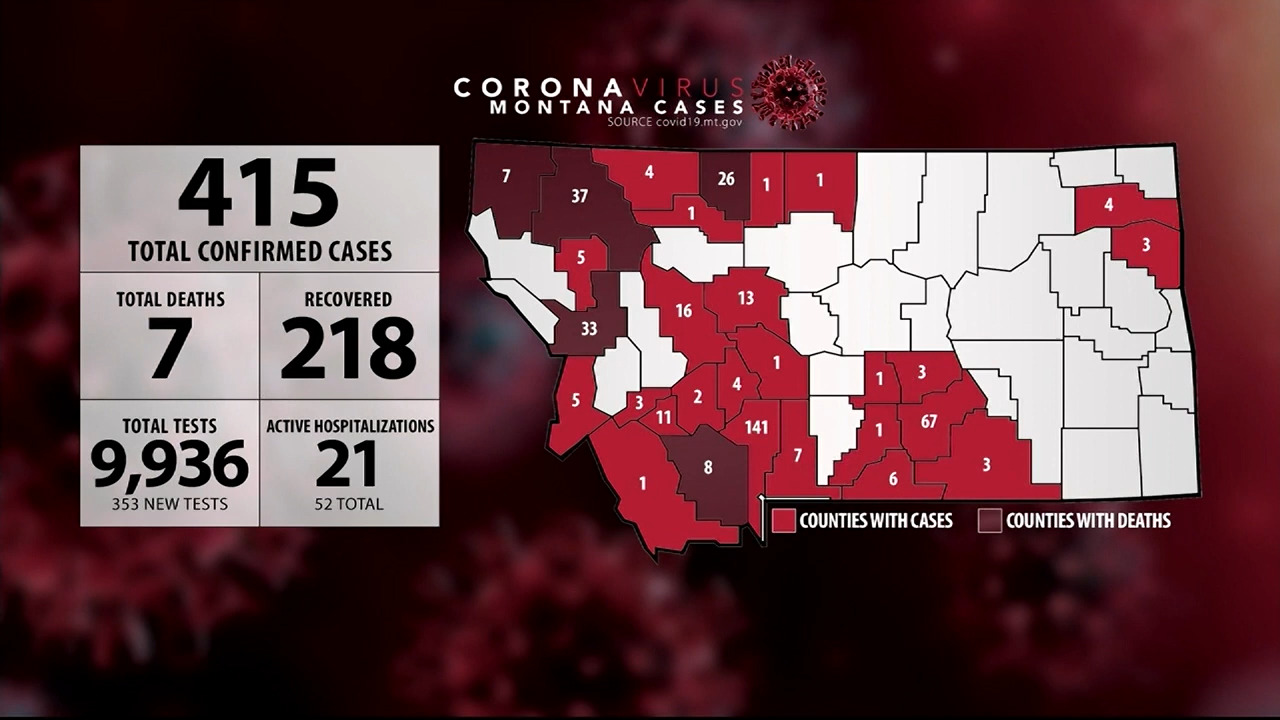 CORONAVIRUS
MONTANA CASES
SOURCE covid19.mt.gov
415
TOTAL CONFIRMED CASES
TOTAL DEATHS
7
RECOVERED
218
TOTAL TESTS
9,936
353 NEW TESTS
ACTIVE HOSPITALIZATIONS
21
52 TOTAL
7
37
4
26
1
1
1
4
5
3
16
13
33
1
1
3
5
3
11
2
4
141
1
67
7
8
1
6
3
COUNTIES WITH CASES
COUNTIES WITH DEATHS